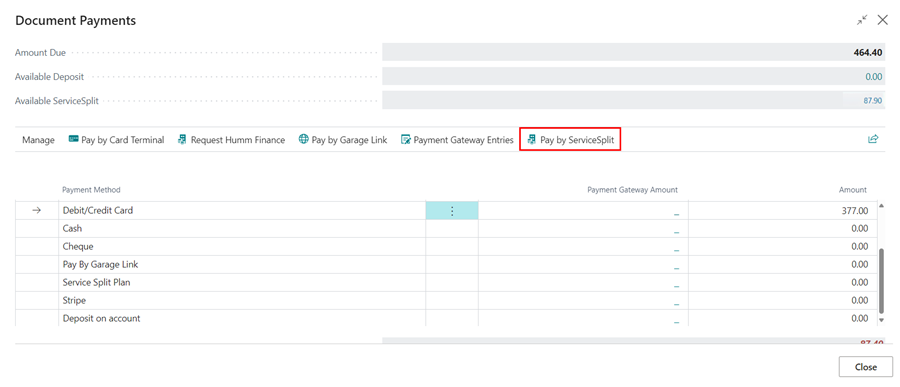 Document Payments
Amount Due 464.40
Available Deposit 0.00
Available ServiceSplit 87.90
Manage Pay by Card Terminal Request Humm Finance Pay by Garage Link Payment Gateway Entries Pay by ServiceSplit
Payment Method Payment Gateway Amount Amount
Debit/Credit Card _ 377.00
Cash _ 0.00
Cheque _ 0.00
Pay By Garage Link _ 0.00
Service Split Plan _ 0.00
Stripe _ 0.00
Deposit on account _ 0.00
87.40
Close